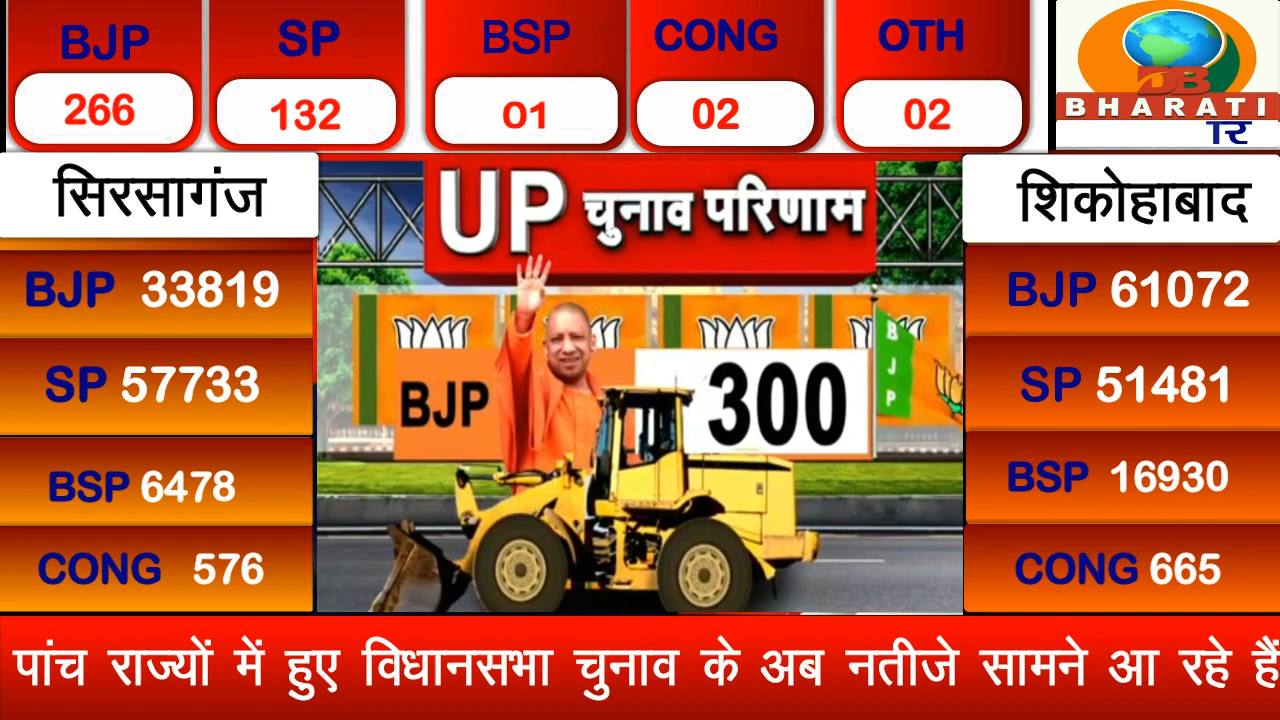 BJP SP BSP CONG OTH
266 132 01 02 02
DB
BHARATI
सिरसागंज
BJP 33819
SP 57733
BSP 6478
CONG 576
UP चुनाव परिणाम
BJP 300
B
J
P
शिकोहाबाद
BJP 61072
SP 51481
BSP 16930
CONG 665
पांच राज्यों में हुए विधानसभा चुनाव के अब नतीजे सामने आ रहे हैं